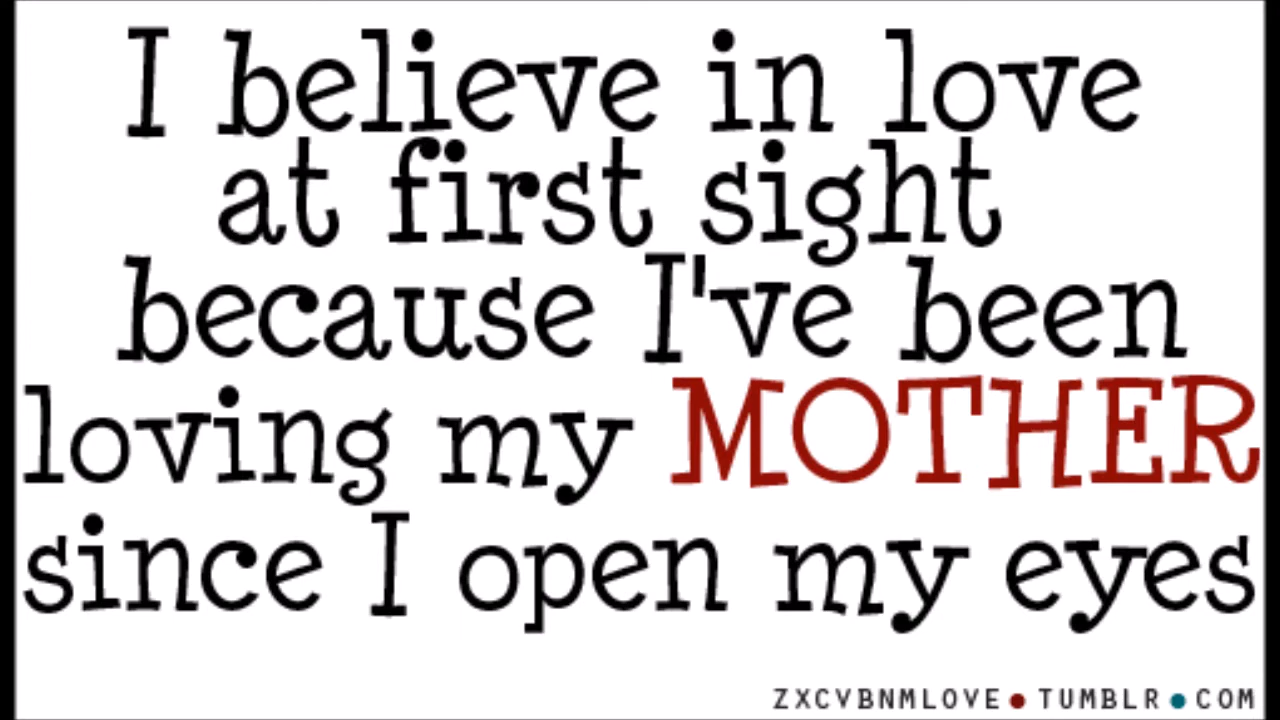 I believe in love
at first sight
because I've been
loving my MOTHER
since I open my eyes
ZXCVBNMLOVE•TUMBLR•COM